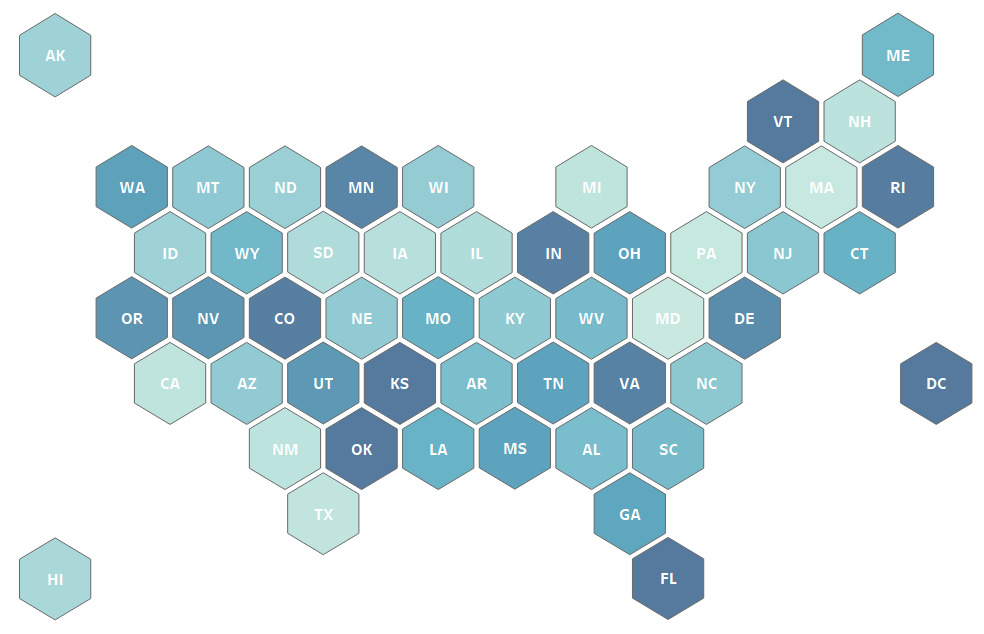 AK ME
VT NH
WA MT ND MN WI MI NY MA RI
ID WY SD IA IL IN OH PA NJ CT
OR NV CO NE MO KY WV MD DE
CA AZ UT KS AR TN VA NC DC
NM OK LA MS AL SC
TX GA
HI FL